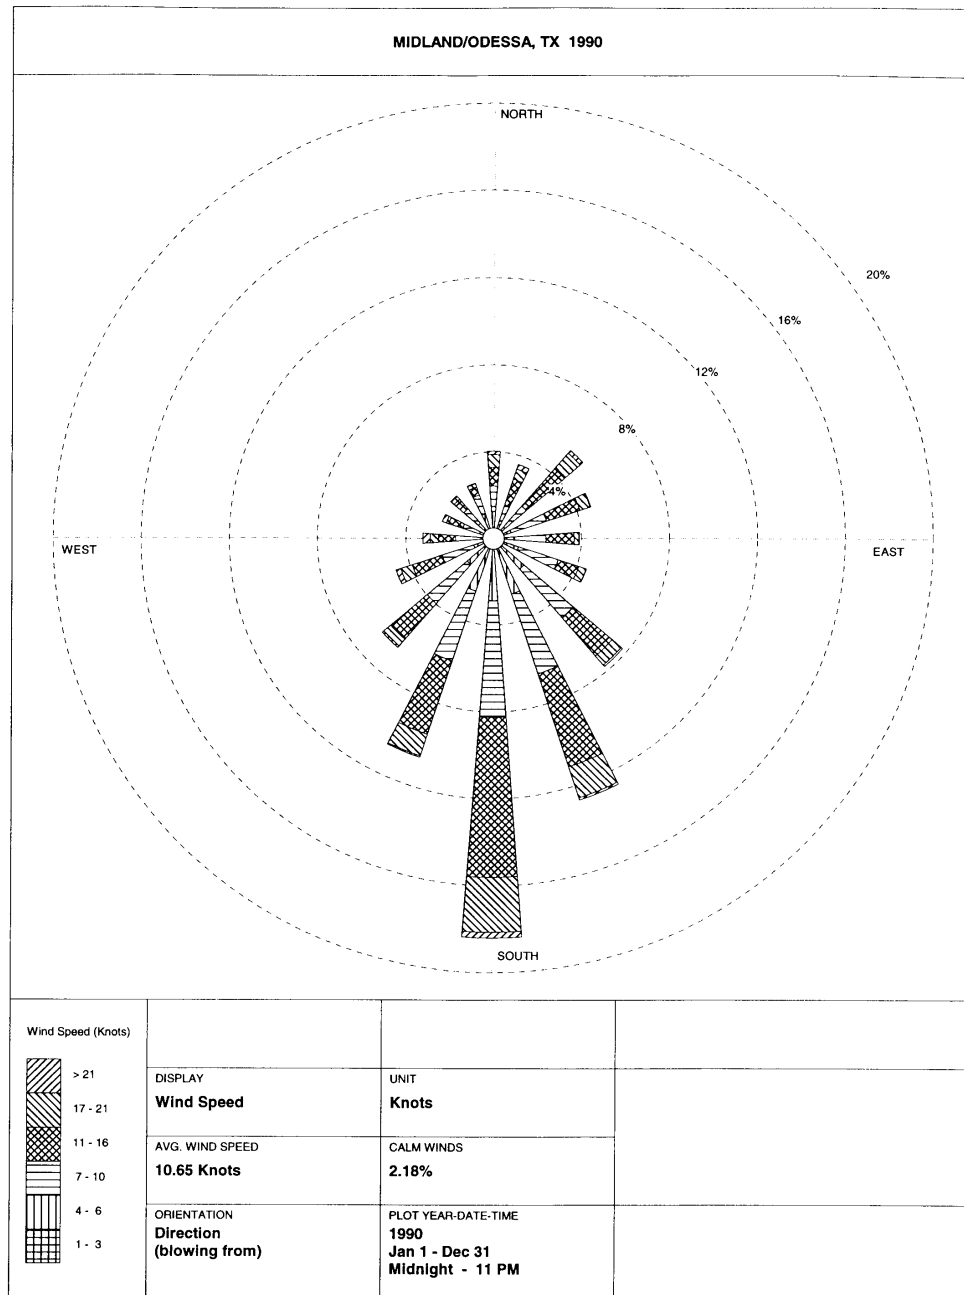 MIDLAND/ODESSA, TX 1990
NORTH
20%
16%
12%
8%
4%
WEST
EAST
SOUTH
Wind Speed (Knots)
> 21
17 - 21
11 - 16
7 - 10
4 - 6
1 - 3
DISPLAY
Wind Speed
UNIT
Knots
AVG. WIND SPEED
10.65 Knots
CALM WINDS
2.18%
ORIENTATION
Direction
(blowing from)
PLOT YEAR-DATE-TIME
1990
Jan 1 - Dec 31
Midnight - 11 PM